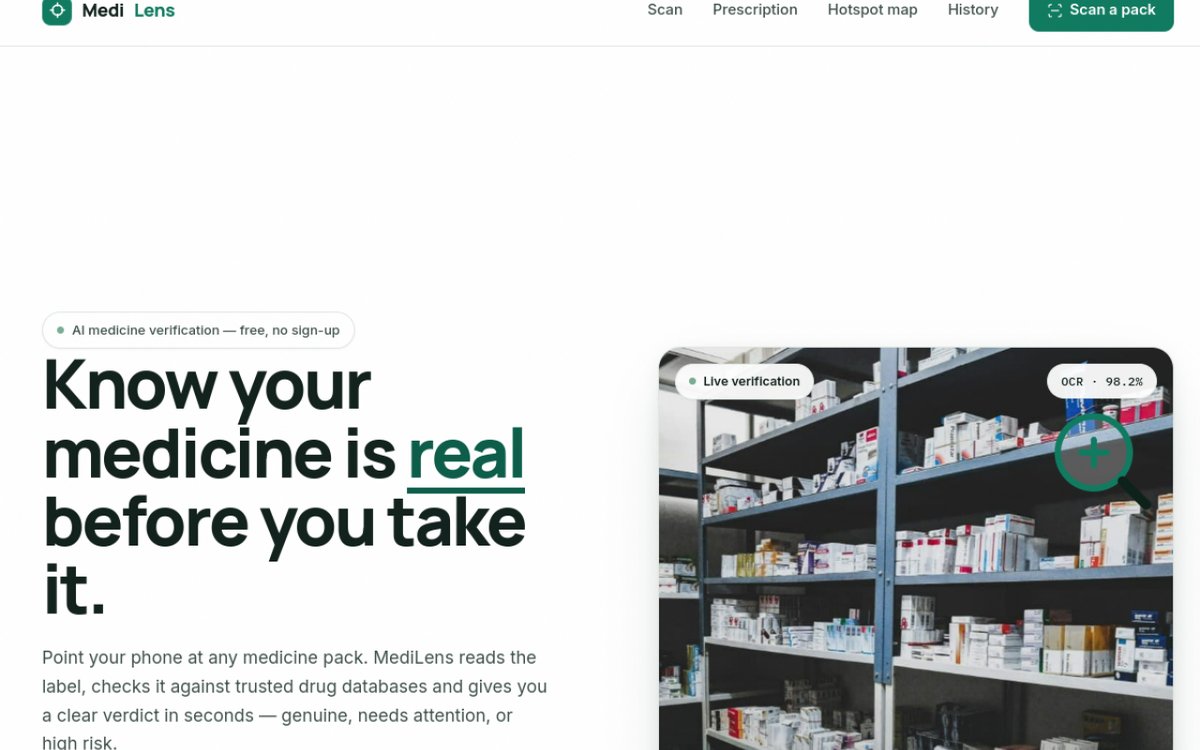 Medi Lens
Scan
Prescription
Hotspot map
History
Scan a pack
AI medicine verification — free, no sign-up
Know your
medicine is real
before you take
it.
Point your phone at any medicine pack. MediLens reads the
label, checks it against trusted drug databases and gives you
a clear verdict in seconds — genuine, needs attention, or
high risk.
Live verification
OCR · 98.2%